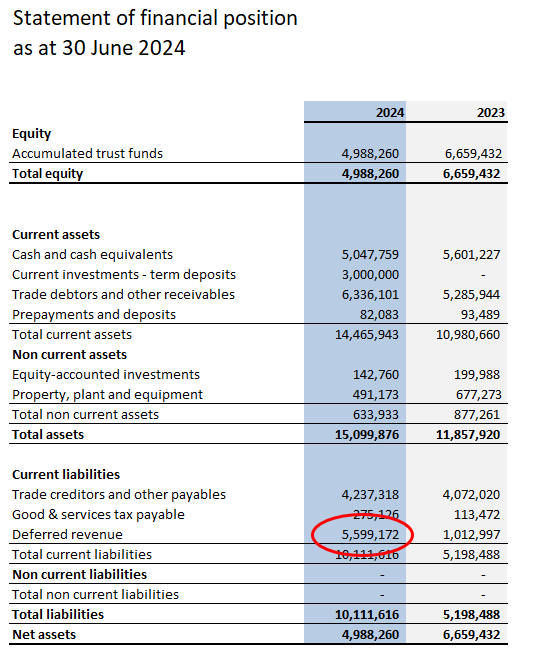 Statement of financial position
as at 30 June 2024
2024 2023
Equity
Accumulated trust funds 4,988,260 6,659,432
Total equity 4,988,260 6,659,432
Current assets
Cash and cash equivalents 5,047,759 5,601,227
Current investments - term deposits 3,000,000 -
Trade debtors and other receivables 6,336,101 5,285,944
Prepayments and deposits 82,083 93,489
Total current assets 14,465,943 10,980,660
Non current assets
Equity-accounted investments 142,760 199,988
Property, plant and equipment 491,173 677,273
Total non current assets 633,933 877,261
Total assets 15,099,876 11,857,920
Current liabilities
Trade creditors and other payables 4,237,318 4,072,020
Good & services tax payable 275,126 113,472
Deferred revenue 5,599,172 1,012,997
Total current liabilities 10,111,616 5,198,488
Non current liabilities - -
Total non current liabilities - -
Total liabilities 10,111,616 5,198,488
Net assets 4,988,260 6,659,432